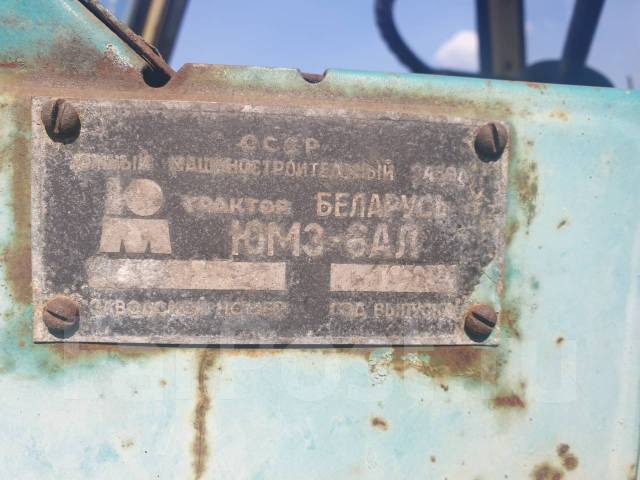 СССР
ЮЖНЫЙ МАШИНОСТРОИТЕЛЬНЫЙ ЗАВОД
Ю
М
ТРАКТОР БЕЛАРУСЬ
ЮМЗ-6АЛ
ЗАВОДСКОЙ НОМЕР ГОД ВЫПУСКА